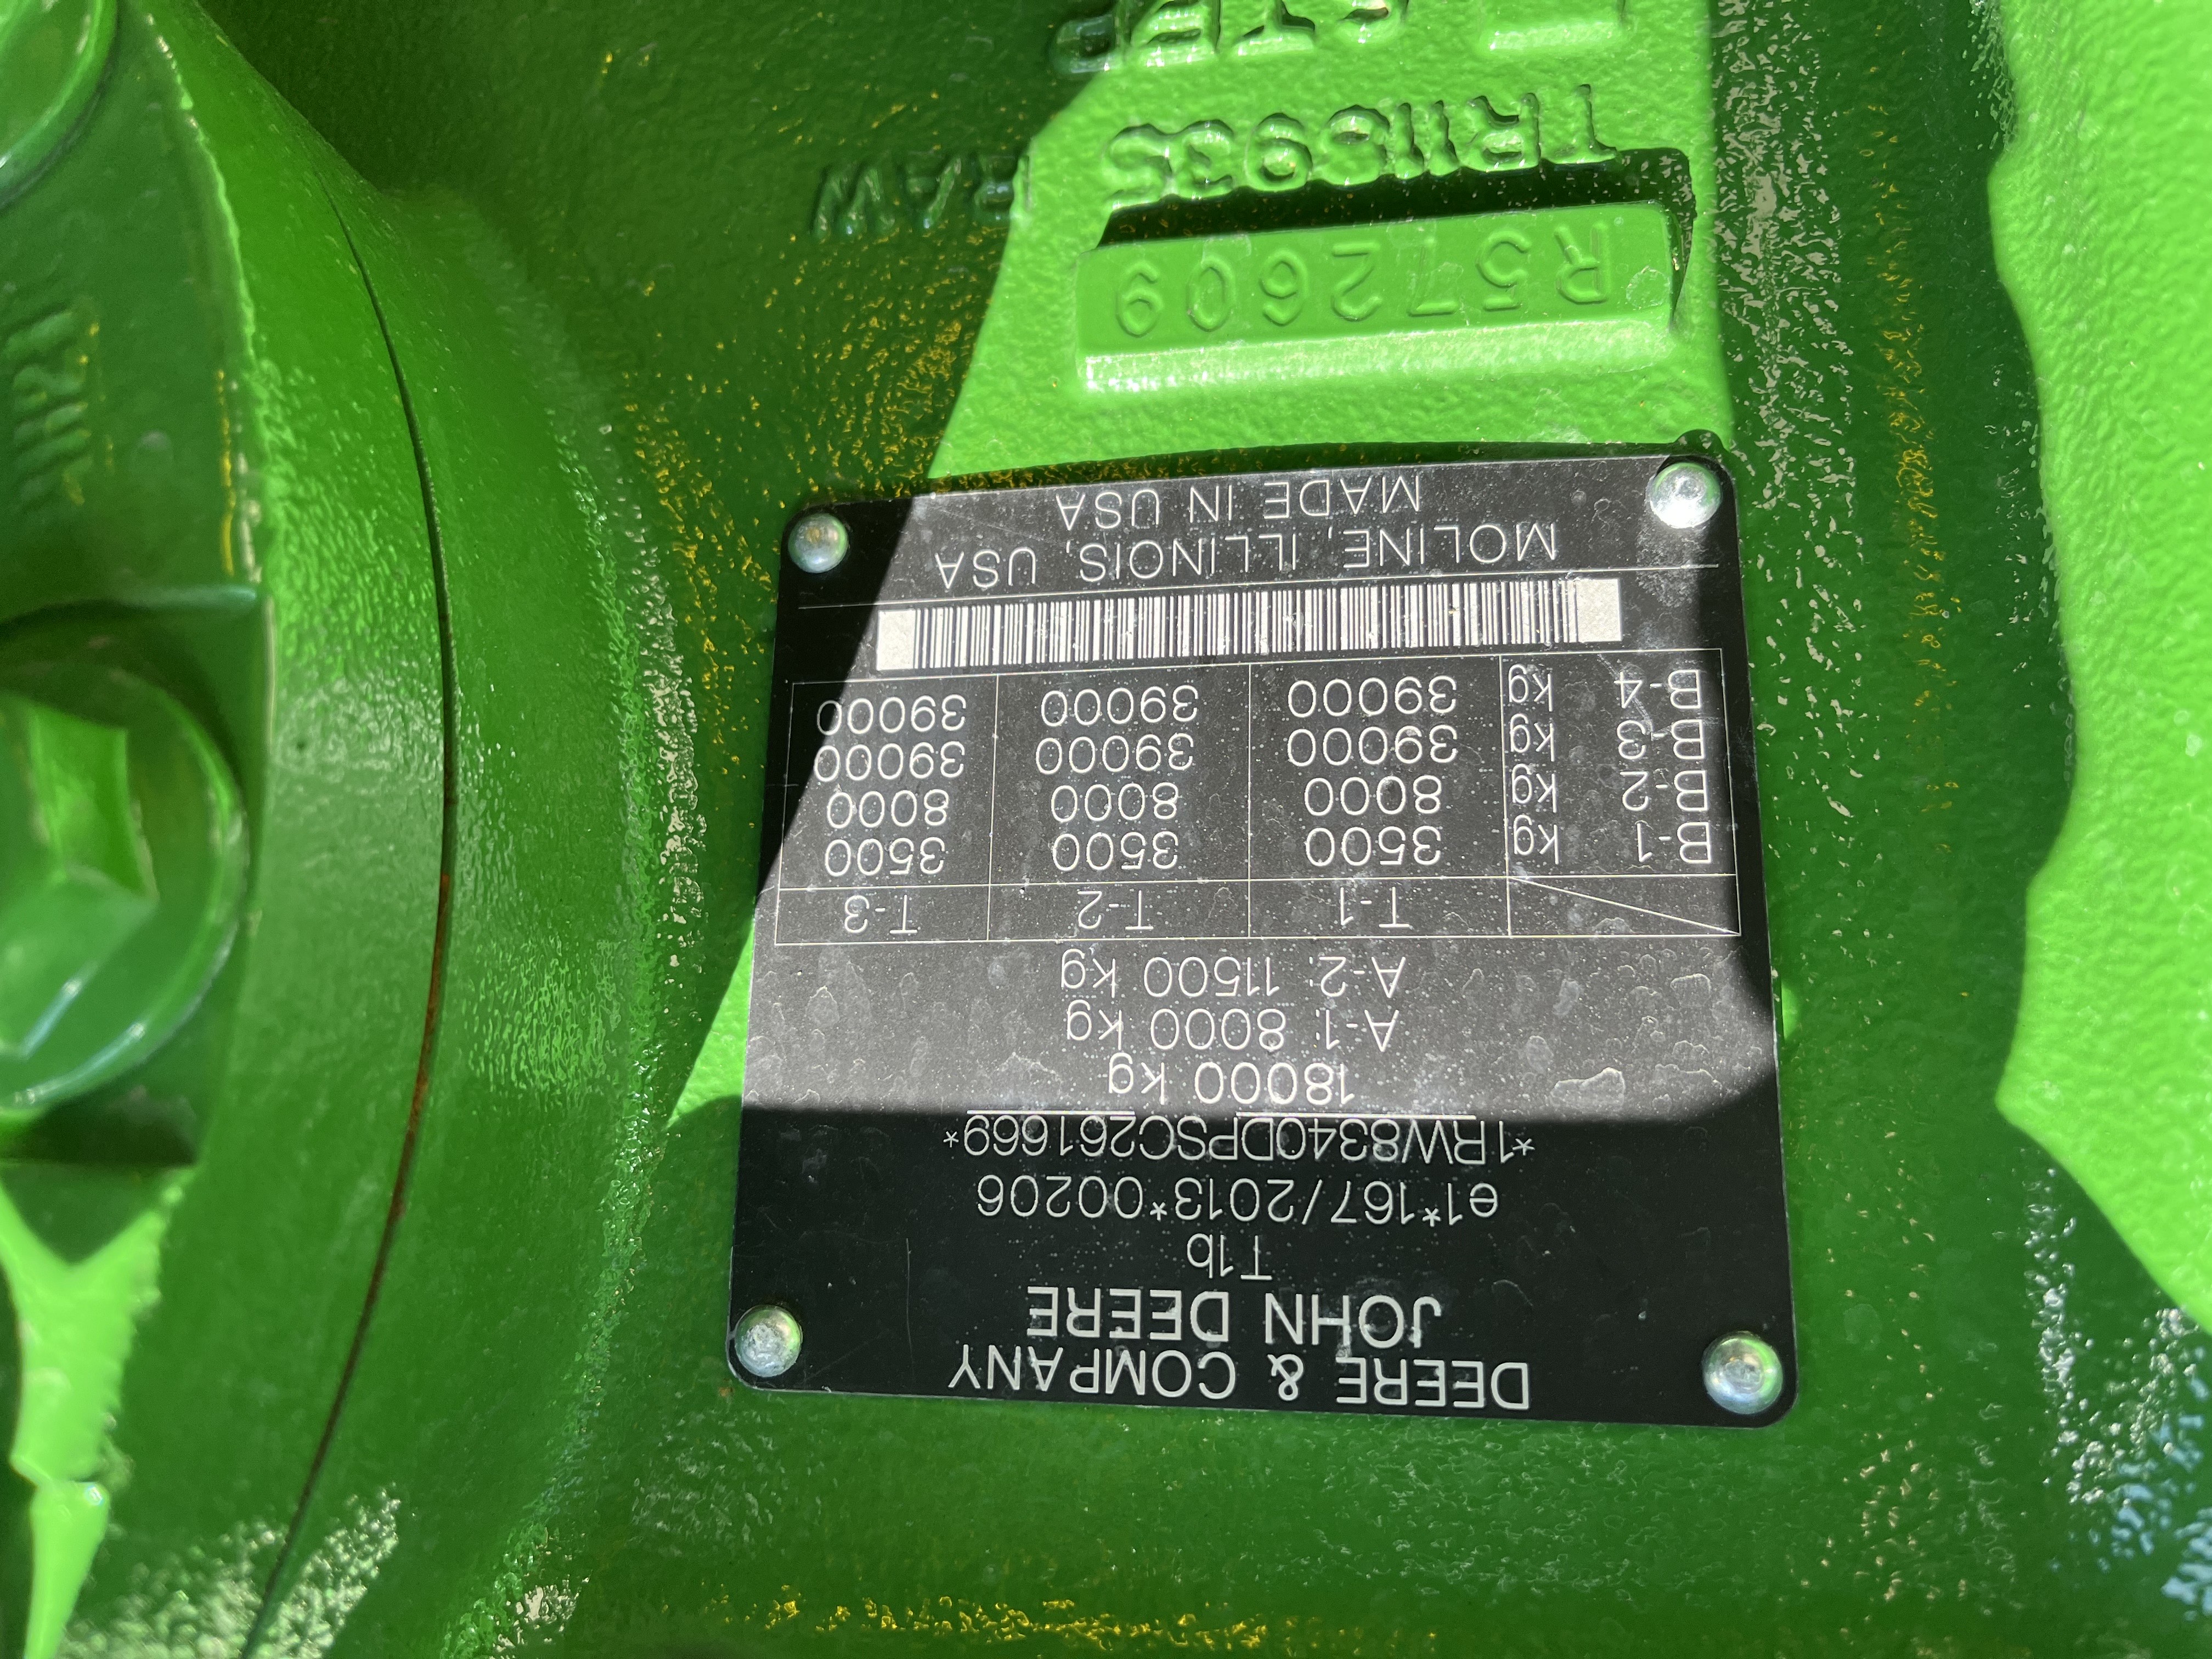 DEERE & COMPANY
JOHN DEERE
T1b
e1*167/2013*00206
*1RW8340DPSC261669*
18000 kg
A-1: 8000 kg
A-2: 11500 kg
T-1 T-2 T-3
B-1 kg 3500 3500 3500
B-2 kg 8000 8000 8000
B-3 kg 39000 39000 39000
B-4 kg 39000 39000 39000
MOLINE, ILLINOIS, USA
MADE IN USA
R572609
RAW